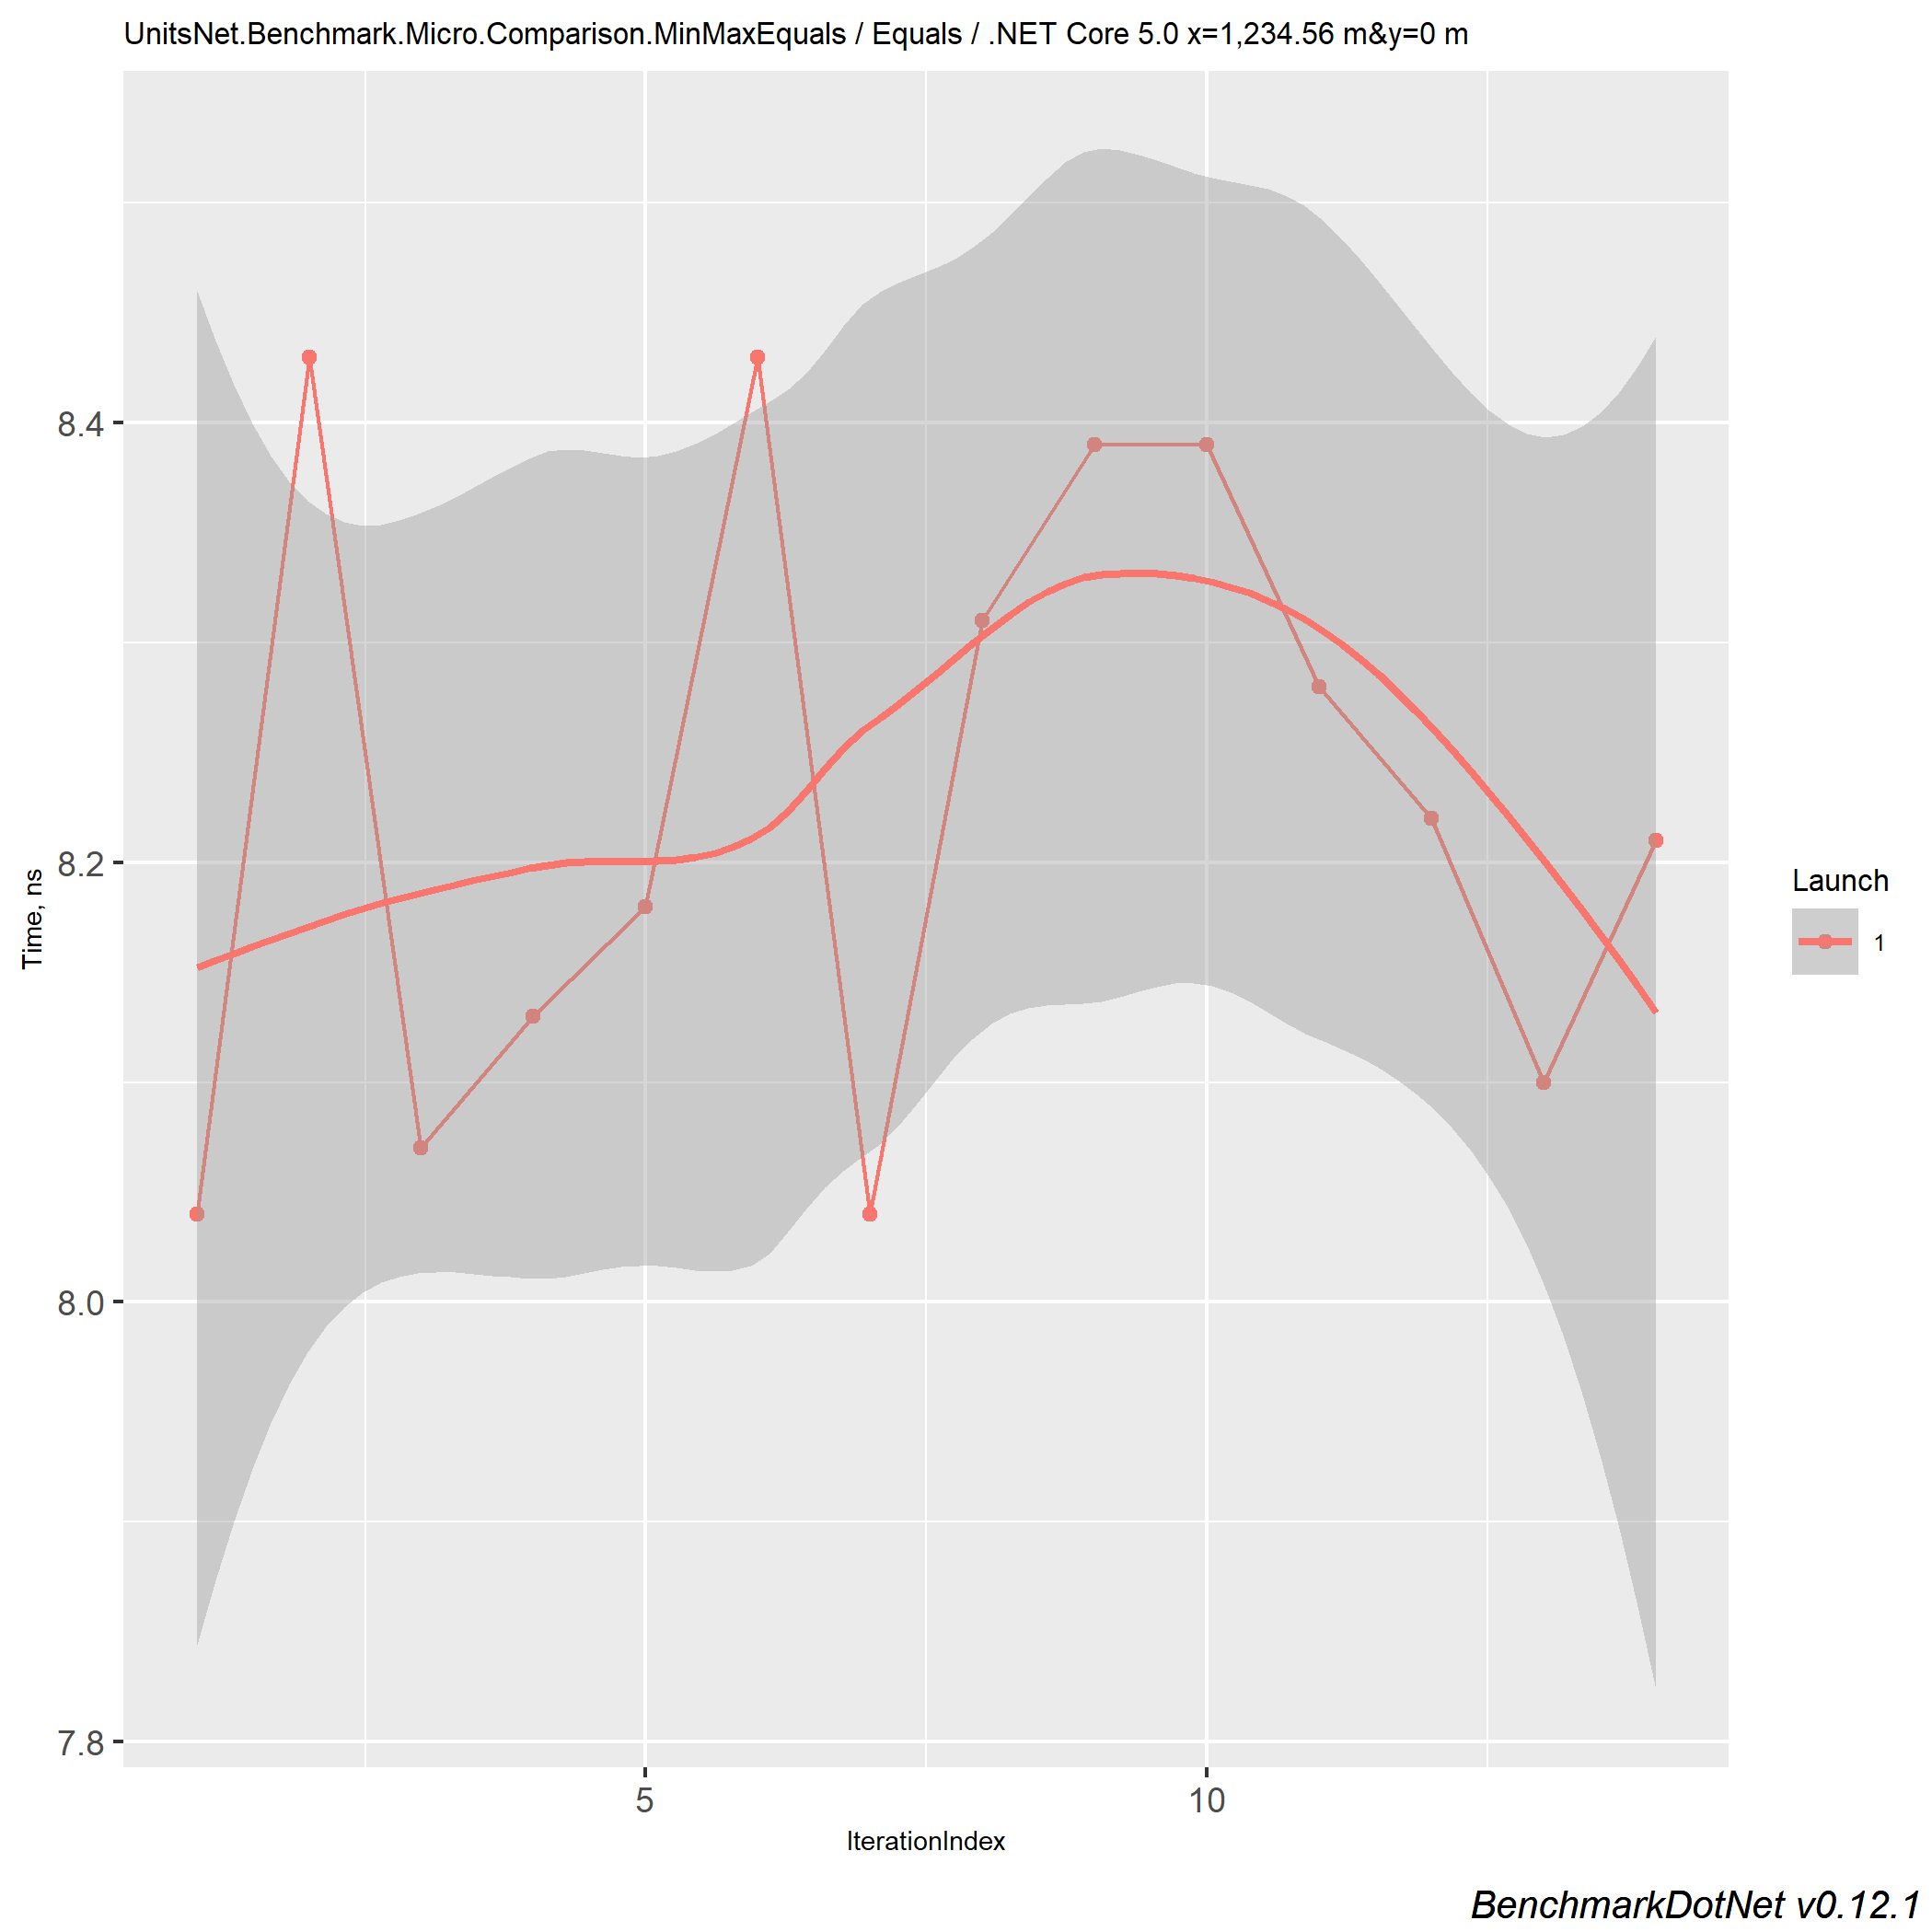 UnitsNet.Benchmark.Micro.Comparison.MinMaxEquals / Equals / .NET Core 5.0 x=1,234.56 m&y=0 m
8.4
8.2
8.0
7.8
Time, ns
5
10
IterationIndex
Launch
1
BenchmarkDotNet v0.12.1